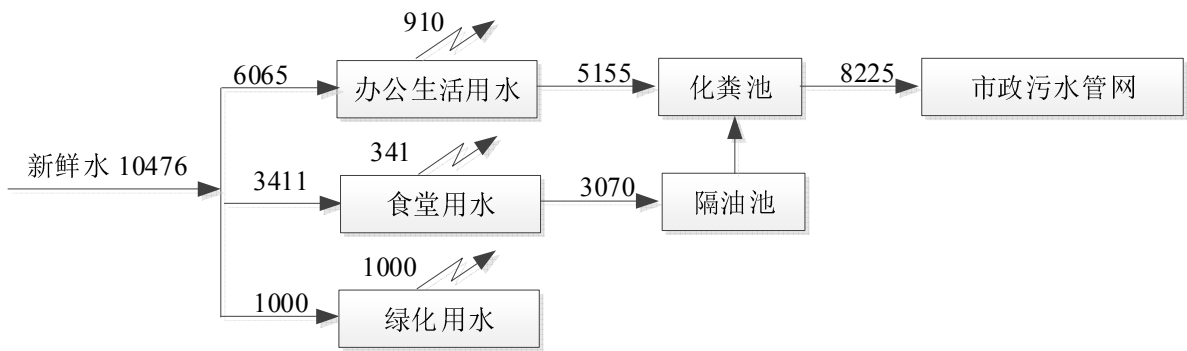 910
6065
办公生活用水
5155
化粪池
8225
市政污水管网
新鲜水 10476
341
3411
食堂用水
3070
隔油池
1000
1000
绿化用水